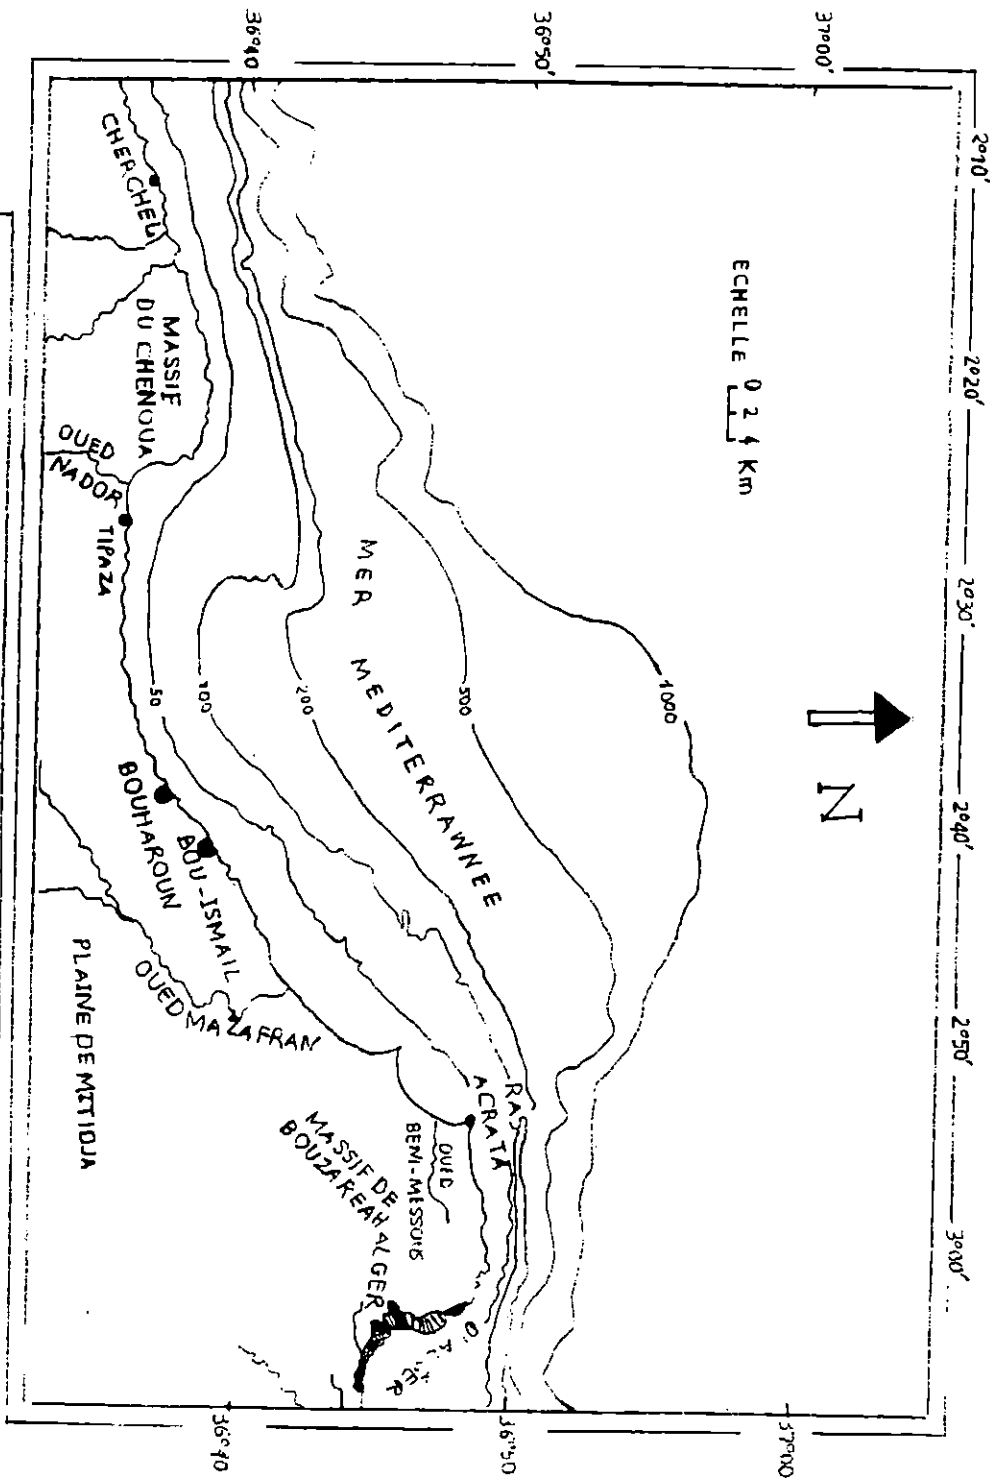 2°10'
2°20'
2°30'
2°40'
2°50'
3°00'
37°00'
36°50'
36°40
37°00
36°50
36°40
ECHELLE 0 2 4 Km
N
1000
500
200
100
50
MER MEDITERRAWNEE
CHERCHEL
MASSIF
DU CHENOUA
OUED
NADOR
TIPAZA
BOUHAROUN
BOU-ISMAIL
OUED MAZAFRAN
PLAINE DE MITIDJA
RAS
ACRATA
OUED
BENI-MESSOUS
MASSIF DE
BOUZAREAH
ALGER